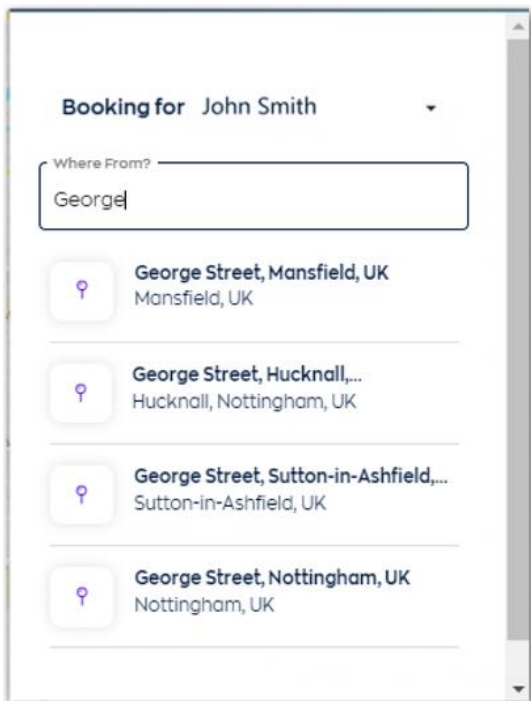 Booking for John Smith
Where From?
George
George Street, Mansfield, UK
Mansfield, UK
George Street, Hucknall,...
Hucknall, Nottingham, UK
George Street, Sutton-in-Ashfield,...
Sutton-in-Ashfield, UK
George Street, Nottingham, UK
Nottingham, UK